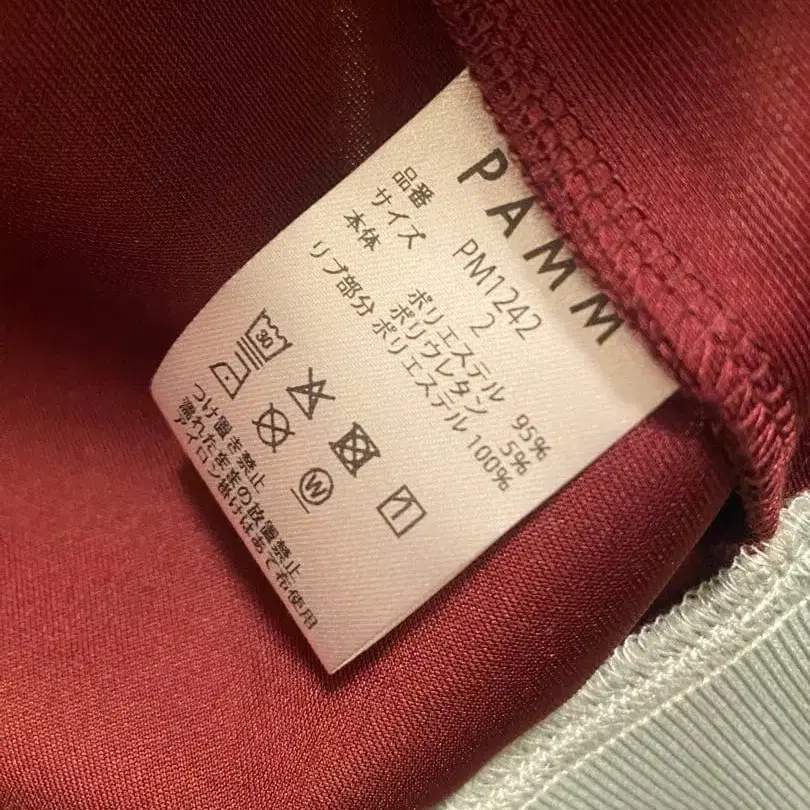 PAMM
品番 PM1242
サイズ 2
本体 ポリエステル 95%
ポリウレタン 5%
リブ部分 ポリエステル 100%
30
W
つけ置き禁止
濡れた状態の放置禁止
アイロン掛けはあて布使用